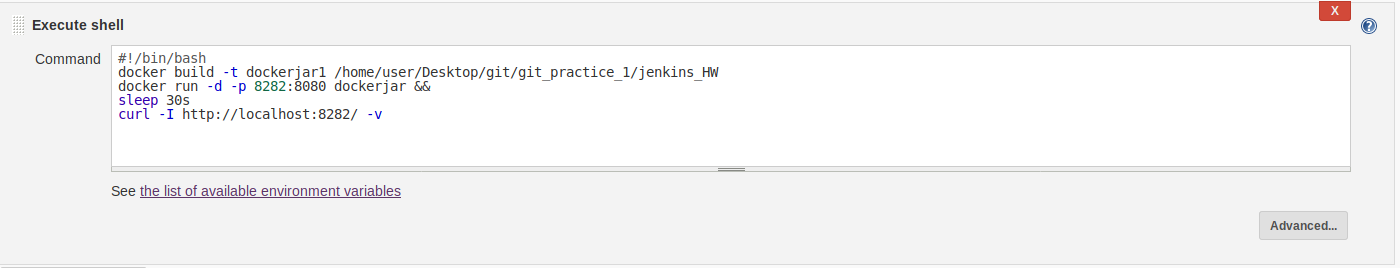 X
Execute shell
?
Command
#!/bin/bash
docker build -t dockerjar1 /home/user/Desktop/git/git_practice_1/jenkins_HW
docker run -d -p 8282:8080 dockerjar &&
sleep 30s
curl -I http://localhost:8282/ -v
See the list of available environment variables
Advanced...